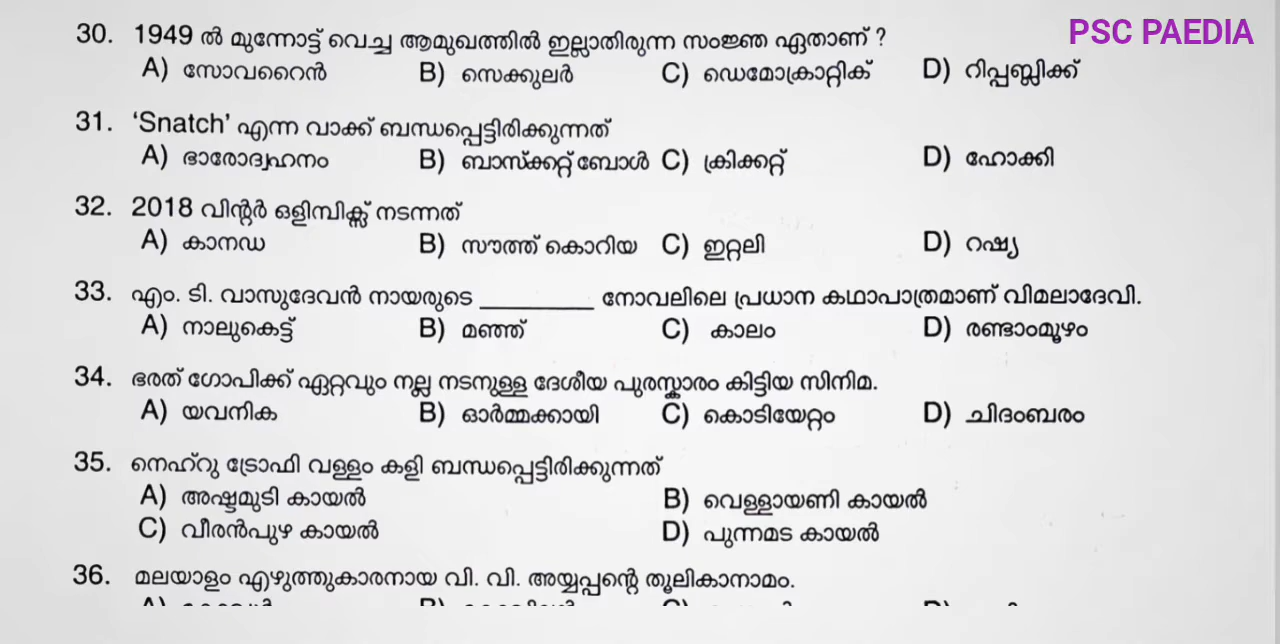 PSC PAEDIA
30. 1949 ൽ മുന്നോട്ട് വെച്ച ആമുഖത്തിൽ ഇല്ലാതിരുന്ന സംജ്ഞ ഏതാണ് ?
A) സോവറൈൻ B) സെക്കുലർ C) ഡെമോക്രാറ്റിക് D) റിപ്പബ്ലിക്ക്
31. ‘Snatch’ എന്ന വാക്ക് ബന്ധപ്പെട്ടിരിക്കുന്നത്
A) ഭാരോദ്വഹനം B) ബാസ്ക്കറ്റ് ബോൾ C) ക്രിക്കറ്റ് D) ഹോക്കി
32. 2018 വിന്റർ ഒളിമ്പിക്സ് നടന്നത്
A) കാനഡ B) സൗത്ത് കൊറിയ C) ഇറ്റലി D) റഷ്യ
33. എം. ടി. വാസുദേവൻ നായരുടെ __________ നോവലിലെ പ്രധാന കഥാപാത്രമാണ് വിമലാദേവി.
A) നാലുകെട്ട് B) മഞ്ഞ് C) കാലം D) രണ്ടാംമൂഴം
34. ഭരത് ഗോപിക്ക് ഏറ്റവും നല്ല നടനുള്ള ദേശീയ പുരസ്കാരം കിട്ടിയ സിനിമ.
A) യവനിക B) ഓർമ്മക്കായി C) കൊടിയേറ്റം D) ചിദംബരം
35. നെഹ്റു ട്രോഫി വള്ളം കളി ബന്ധപ്പെട്ടിരിക്കുന്നത്
A) അഷ്ടമുടി കായൽ B) വെള്ളായണി കായൽ
C) വീരൻപുഴ കായൽ D) പുന്നമട കായൽ
36. മലയാളം എഴുത്തുകാരനായ വി. വി. അയ്യപ്പന്റെ തൂലികാനാമം.